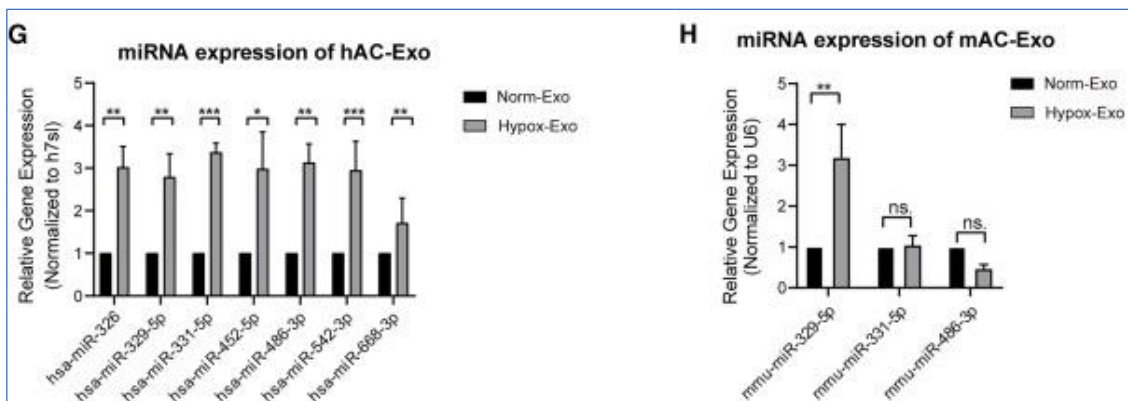 G
miRNA expression of hAC-Exo
Relative Gene Expression
(Normalized to h7sl)
5
4
3
2
1
0
** ** *** * ** *** **
Norm-Exo
Hypox-Exo
hsa-miR-326
hsa-miR-329-5p
hsa-miR-331-5p
hsa-miR-452-5p
hsa-miR-486-3p
hsa-miR-542-3p
hsa-miR-668-3p
H
miRNA expression of mAC-Exo
Relative Gene Expression
(Normalized to U6)
5
4
3
2
1
0
**
ns.
ns.
Norm-Exo
Hypox-Exo
mmu-miR-329-5p
mmu-miR-331-5p
mmu-miR-486-3p